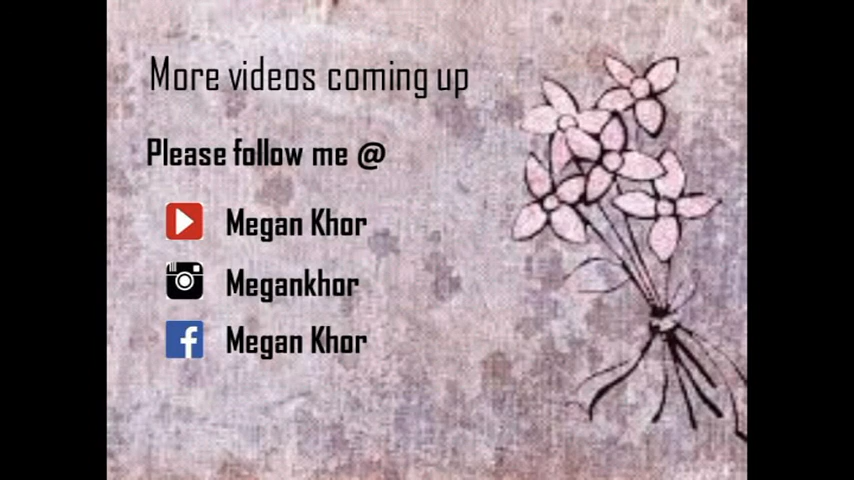 More videos coming up
Please follow me @
Megan Khor
Megankhor
Megan Khor